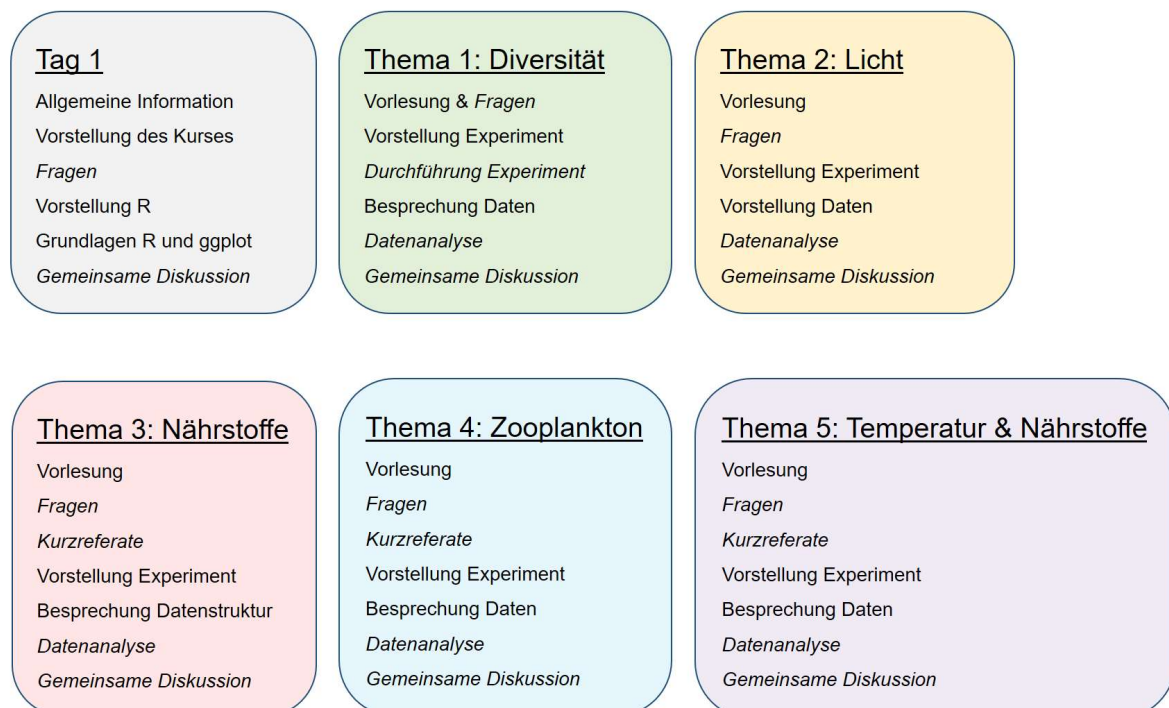 Tag 1
Allgemeine Information
Vorstellung des Kurses
Fragen
Vorstellung R
Grundlagen R und ggplot
Gemeinsame Diskussion
Thema 1: Diversität
Vorlesung & Fragen
Vorstellung Experiment
Durchführung Experiment
Besprechung Daten
Datenanalyse
Gemeinsame Diskussion
Thema 2: Licht
Vorlesung
Fragen
Vorstellung Experiment
Vorstellung Daten
Datenanalyse
Gemeinsame Diskussion
Thema 3: Nährstoffe
Vorlesung
Fragen
Kurzreferate
Vorstellung Experiment
Besprechung Datenstruktur
Datenanalyse
Gemeinsame Diskussion
Thema 4: Zooplankton
Vorlesung
Fragen
Kurzreferate
Vorstellung Experiment
Besprechung Daten
Datenanalyse
Gemeinsame Diskussion
Thema 5: Temperatur & Nährstoffe
Vorlesung
Fragen
Kurzreferate
Vorstellung Experiment
Besprechung Daten
Datenanalyse
Gemeinsame Diskussion